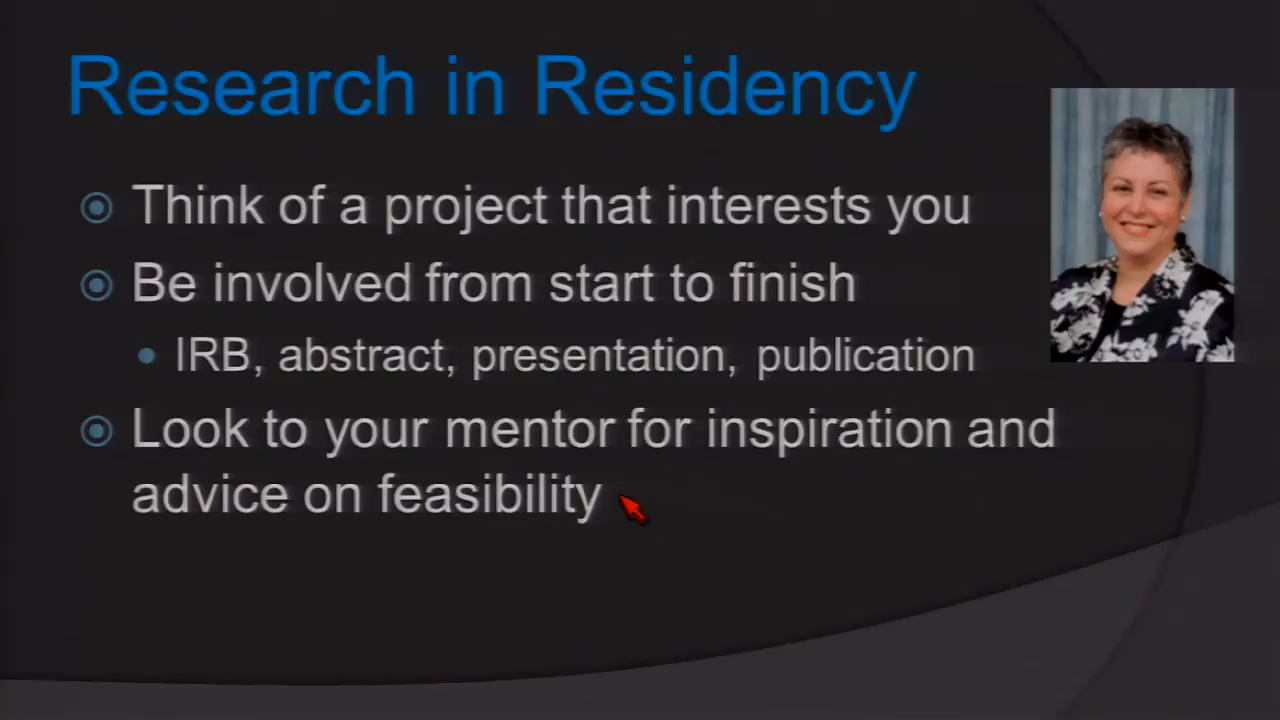 Research in Residency
Think of a project that interests you
Be involved from start to finish
IRB, abstract, presentation, publication
Look to your mentor for inspiration and
advice on feasibility